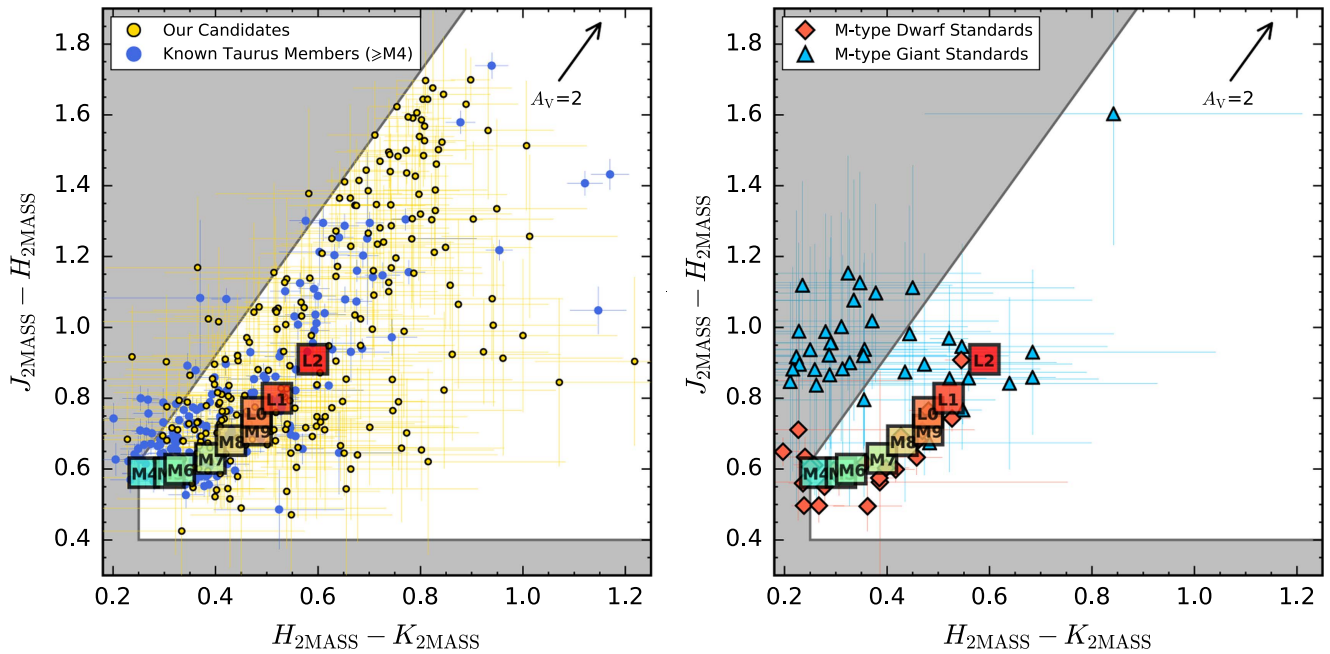 Our Candidates
Known Taurus Members (⩾M4)
A_V=2
M4
M6
M7
M8
M9
L0
L1
L2
1.8
1.6
1.4
1.2
1.0
0.8
0.6
0.4
J_2MASS − H_2MASS
0.2 0.4 0.6 0.8 1.0 1.2
H_2MASS − K_2MASS
M-type Dwarf Standards
M-type Giant Standards
A_V=2
M4
M6
M7
M8
M9
L0
L1
L2
1.8
1.6
1.4
1.2
1.0
0.8
0.6
0.4
J_2MASS − H_2MASS
0.2 0.4 0.6 0.8 1.0 1.2
H_2MASS − K_2MASS